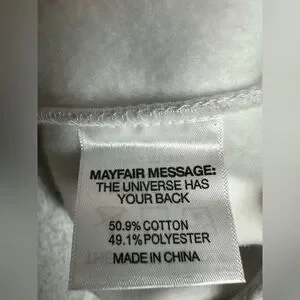 MAYFAIR MESSAGE:
THE UNIVERSE HAS
YOUR BACK
50.9% COTTON
49.1% POLYESTER
MADE IN CHINA